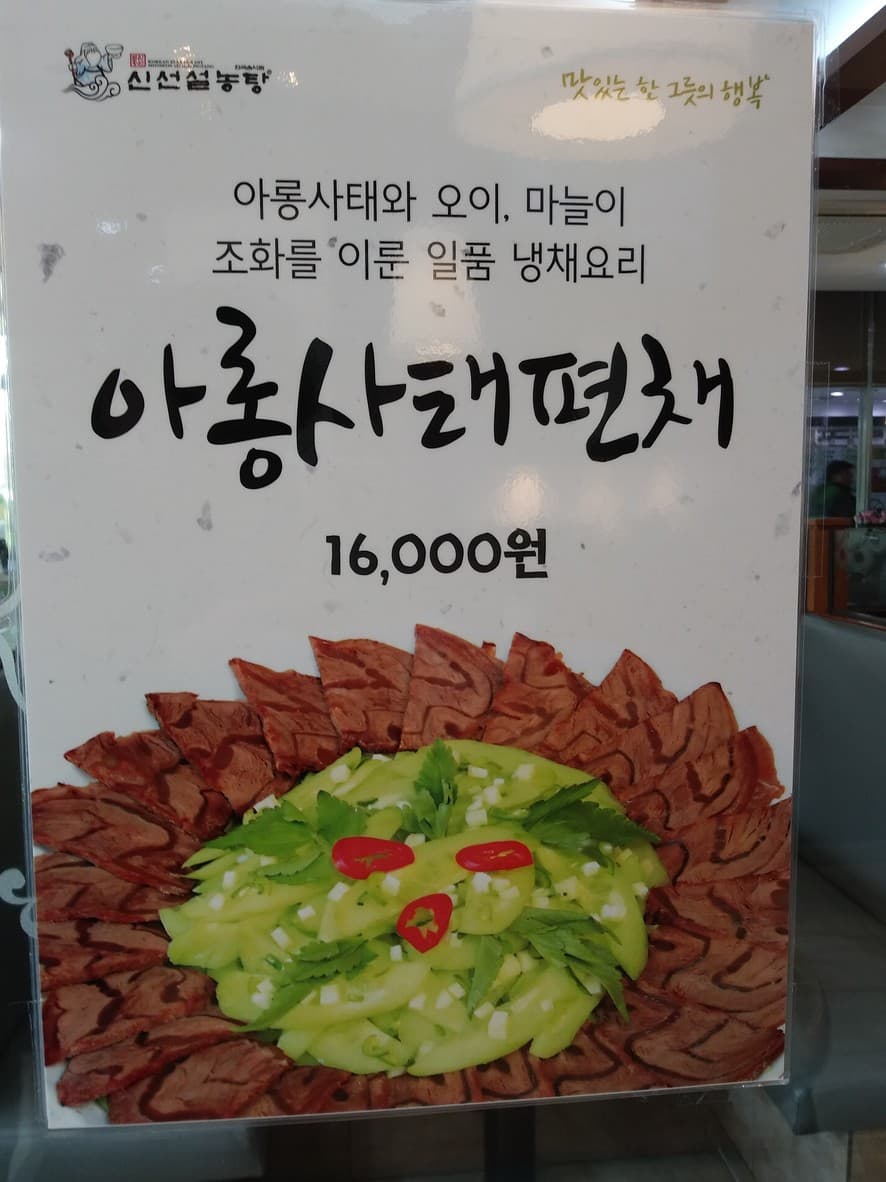 신선설농탕
맛있는 한 그릇의 행복
아롱사태와 오이, 마늘이
조화를 이룬 일품 냉채요리
아롱사태편채
16,000원